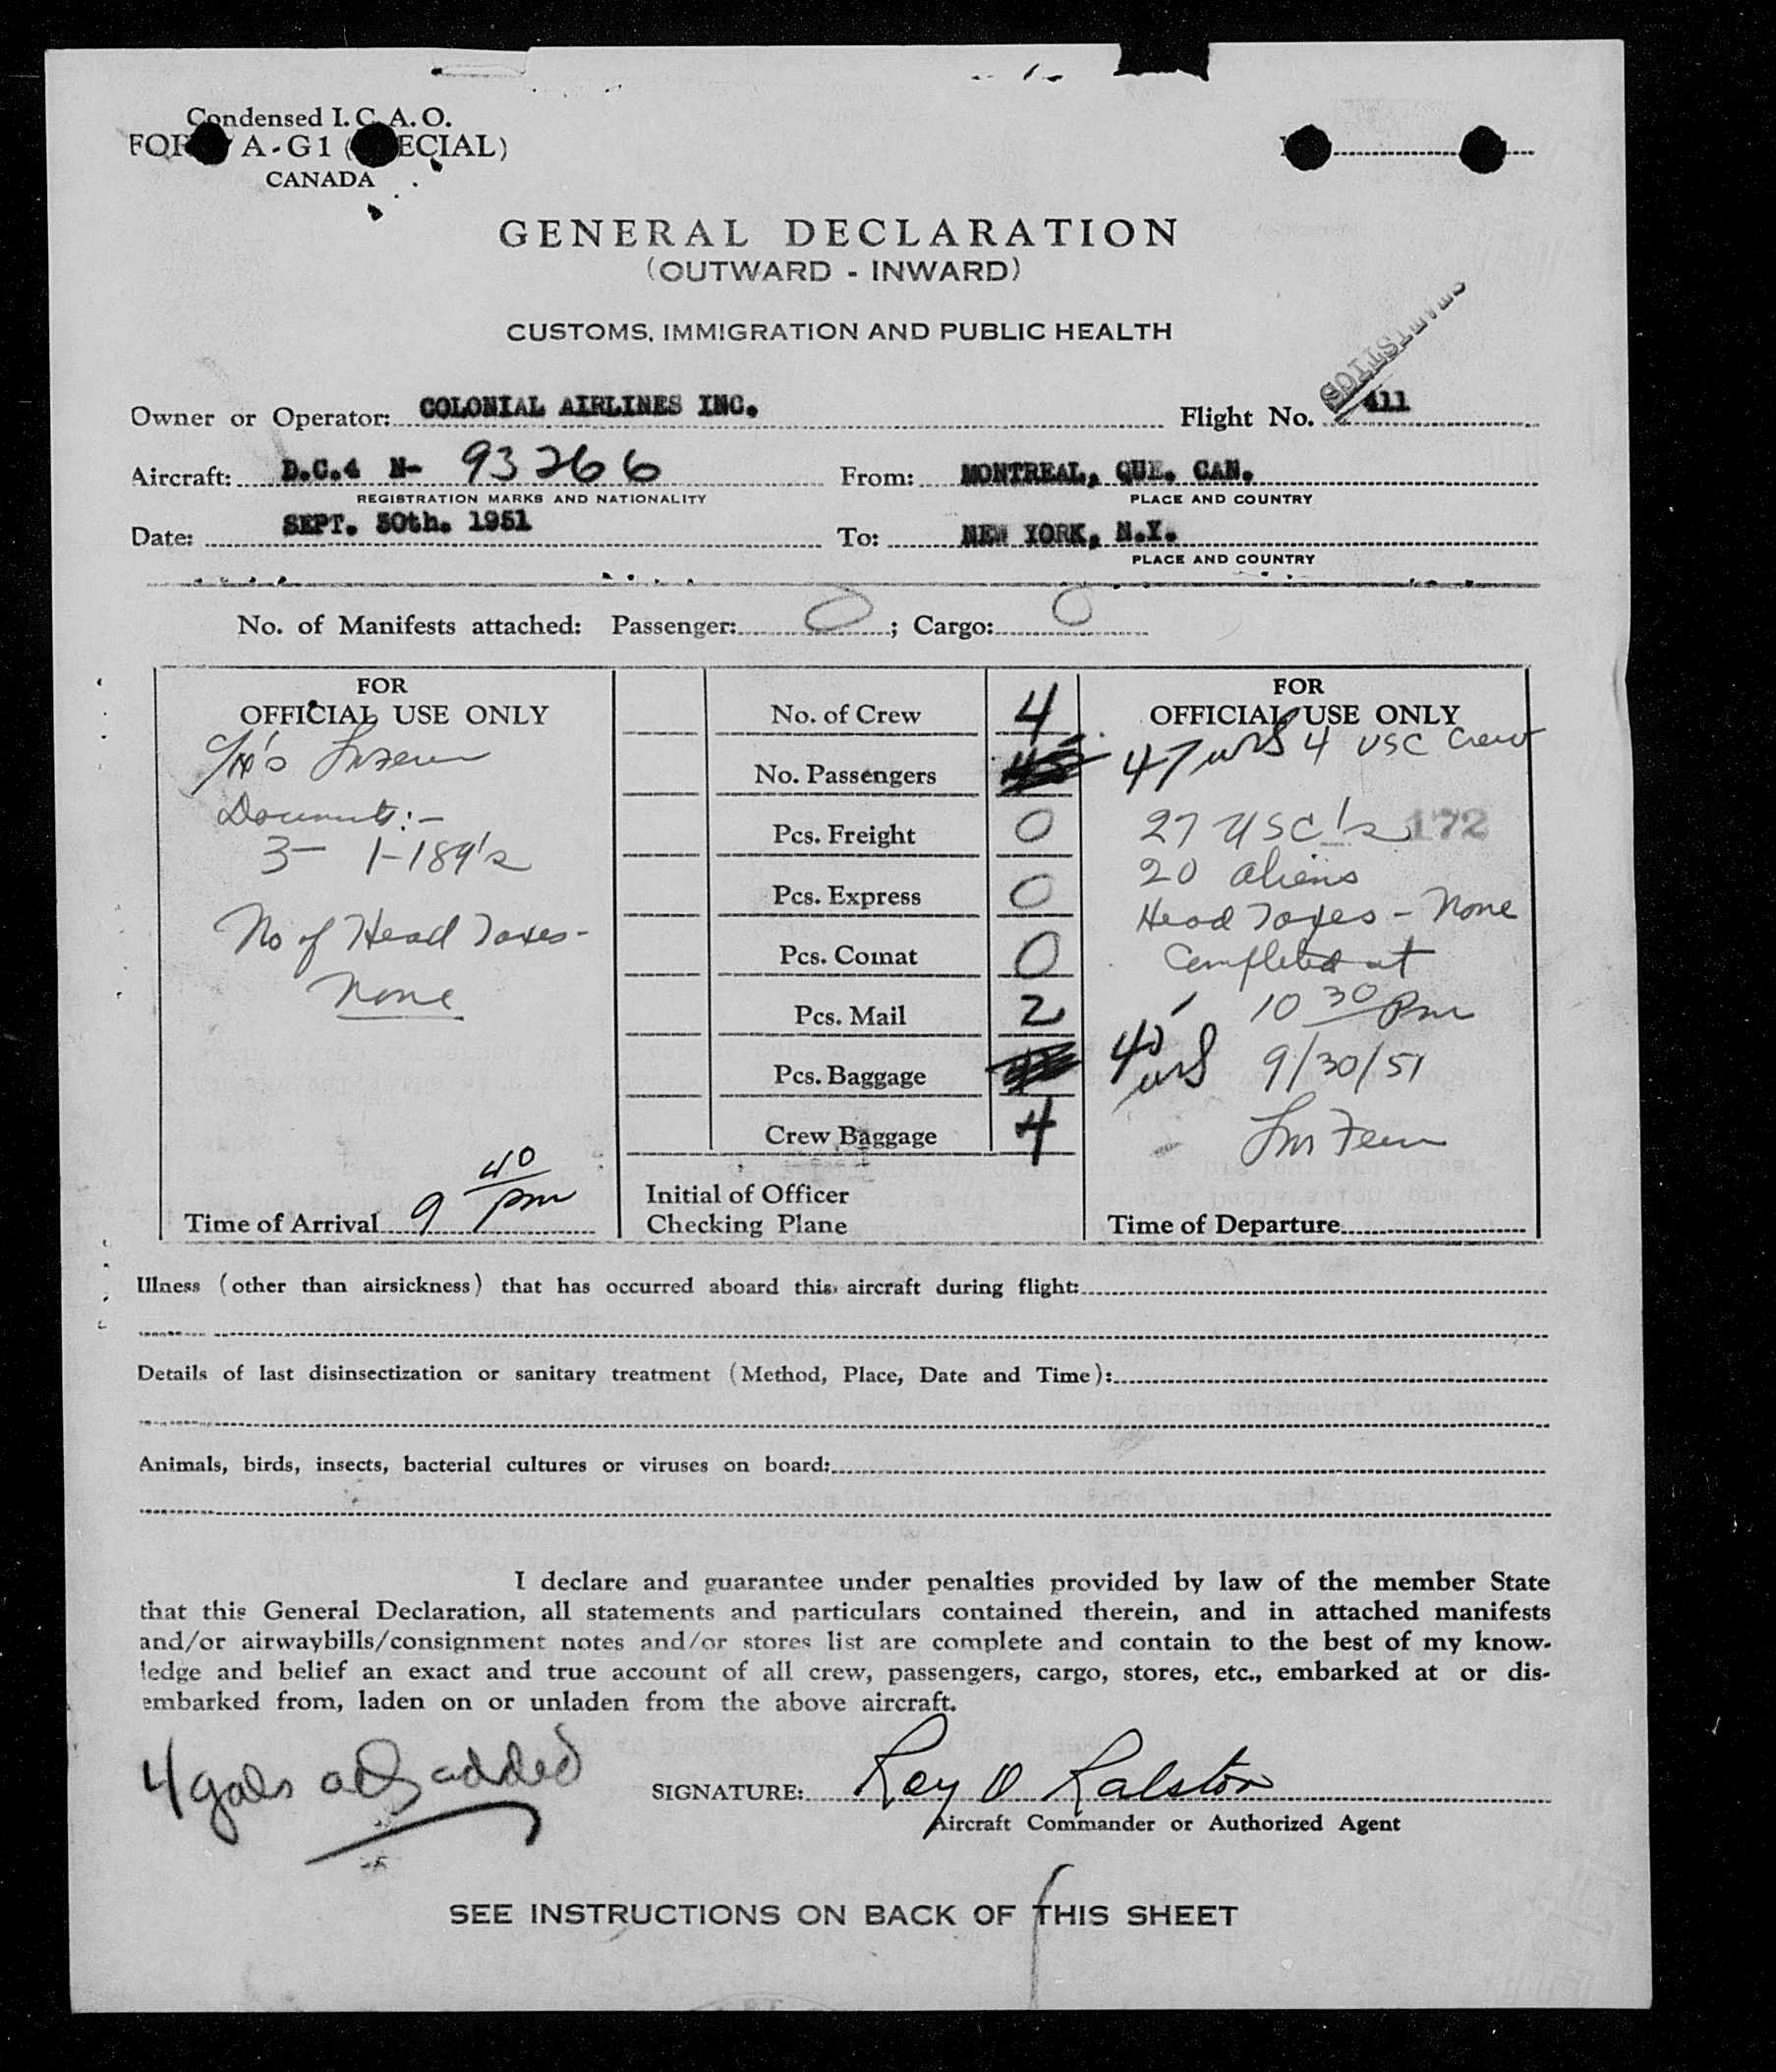 Condensed I. C. A. O.
FOR A - G 1 ( ECIAL)
CANADA
GENERAL DECLARATION
(OUTWARD - INWARD)
CUSTOMS, IMMIGRATION AND PUBLIC HEALTH
STATISTICS
Owner or Operator: COLONIAL AIRLINES INC. Flight No. 411
Aircraft: D.C.4 N- 93266 From: MONTREAL, QUE. CAN.
REGISTRATION MARKS AND NATIONALITY PLACE AND COUNTRY
Date: SEPT. 30th. 1951 To: NEW YORK, N.Y.
PLACE AND COUNTRY
No. of Manifests attached: Passenger: 0 ; Cargo: 0
FOR
OFFICIAL USE ONLY
Documents:-
3- 1-189's
No of Head Taxes-
None
Time of Arrival 9 40 pm
No. of Crew 4
No. Passengers
Pcs. Freight 0
Pcs. Express 0
Pcs. Comat 0
Pcs. Mail 2
Pcs. Baggage
Crew Baggage 4
Initial of Officer
Checking Plane
FOR
OFFICIAL USE ONLY
47 4 USC Crew
27 USC's 172
20 aliens
Head Taxes - None
Completed at
10 30 Pm
40 9/30/51
Time of Departure
Illness (other than airsickness) that has occurred aboard this aircraft during flight:
Details of last disinsectization or sanitary treatment (Method, Place, Date and Time):
Animals, birds, insects, bacterial cultures or viruses on board:
I declare and guarantee under penalties provided by law of the member State
that this General Declaration, all statements and particulars contained therein, and in attached manifests
and/or airwaybills/consignment notes and/or stores list are complete and contain to the best of my know-
ledge and belief an exact and true account of all crew, passengers, cargo, stores, etc., embarked at or dis-
embarked from, laden on or unladen from the above aircraft.
4 gals added
SIGNATURE: Roy O Ralston
Aircraft Commander or Authorized Agent
SEE INSTRUCTIONS ON BACK OF THIS SHEET